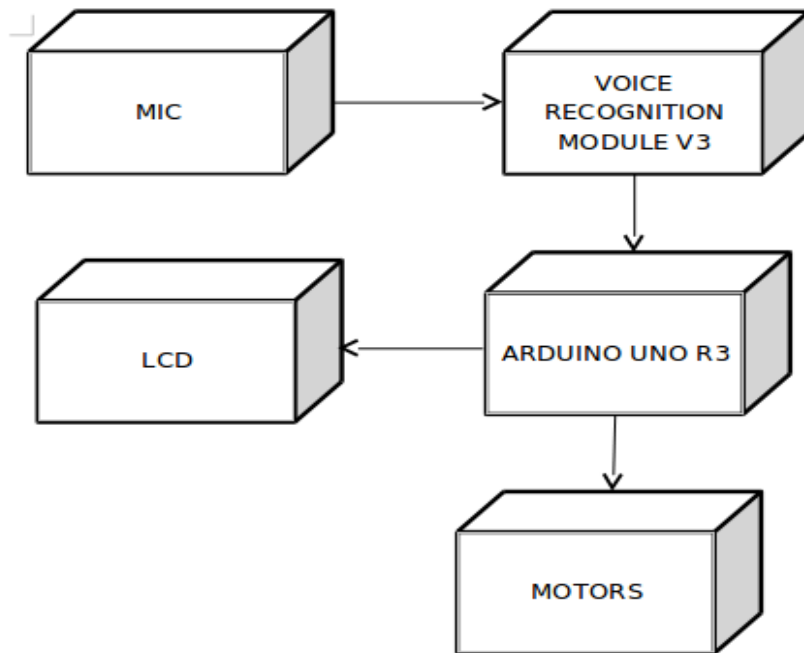 MIC
VOICE
RECOGNITION
MODULE V3
LCD
ARDUINO UNO R3
MOTORS